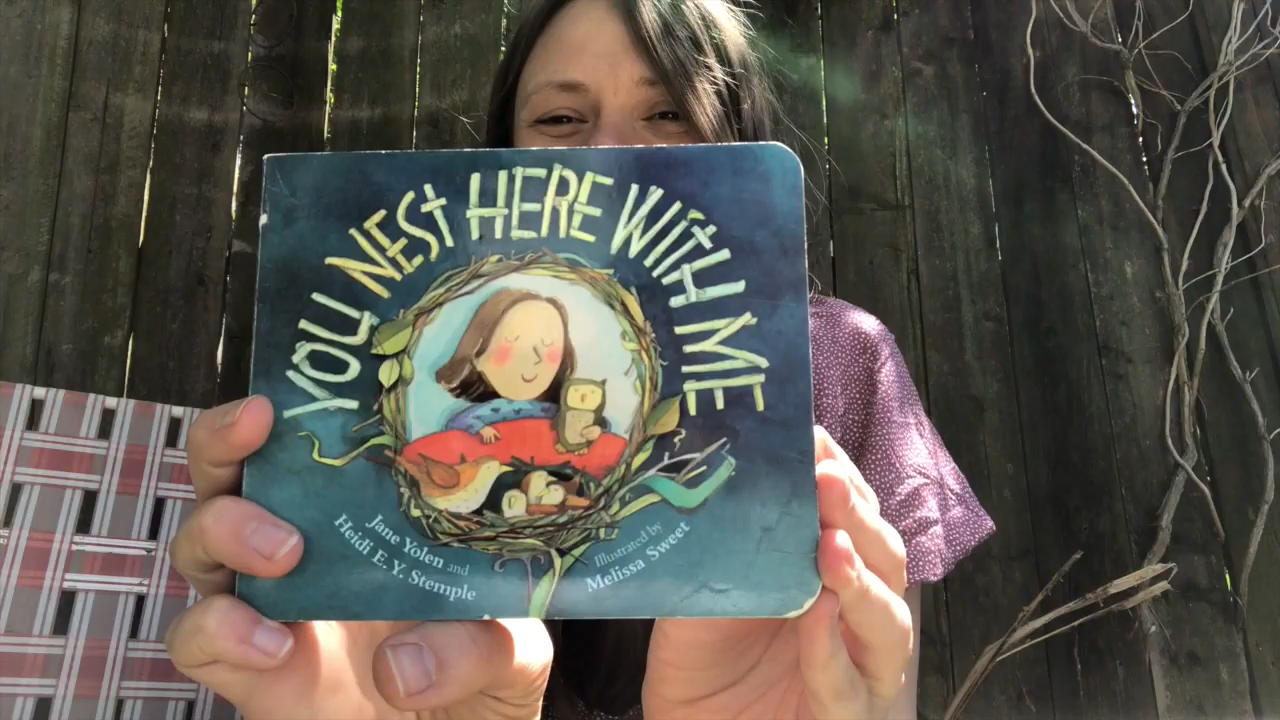 YOU NEST HERE WITH ME
Jane Yolen and
Heidi E. Y. Stemple
Illustrated by
Melissa Sweet